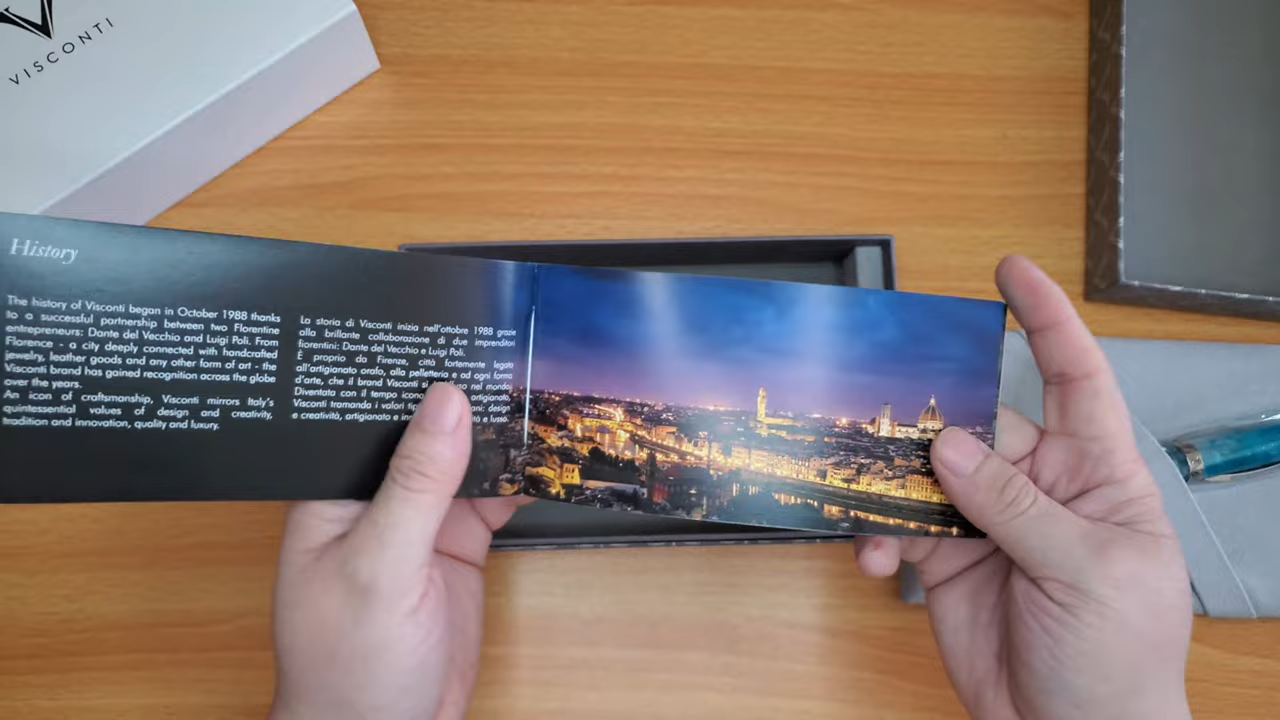 VISCONTI
History
The history of Visconti began in October 1988 thanks
to a successful partnership between two Florentine
entrepreneurs: Dante del Vecchio and Luigi Poli. From
Florence - a city deeply connected with handcrafted
jewelry, leather goods and any other form of art - the
Visconti brand has gained recognition across the globe
over the years.
An icon of craftsmanship, Visconti mirrors Italy's
quintessential values of design and creativity,
tradition and innovation, quality and luxury.
La storia di Visconti inizia nell'ottobre 1988 grazie
alla brillante collaborazione di due imprenditori
fiorentini: Dante del Vecchio e Luigi Poli.
È proprio da Firenze, città fortemente legata
all'artigianato orafo, alla pelletteria e ad ogni forma
d'arte, che il brand Visconti si nel mondo.
Diventata con il tempo artigianato,
Visconti tramanda i valori design
e creatività, artigianato e e lusso.